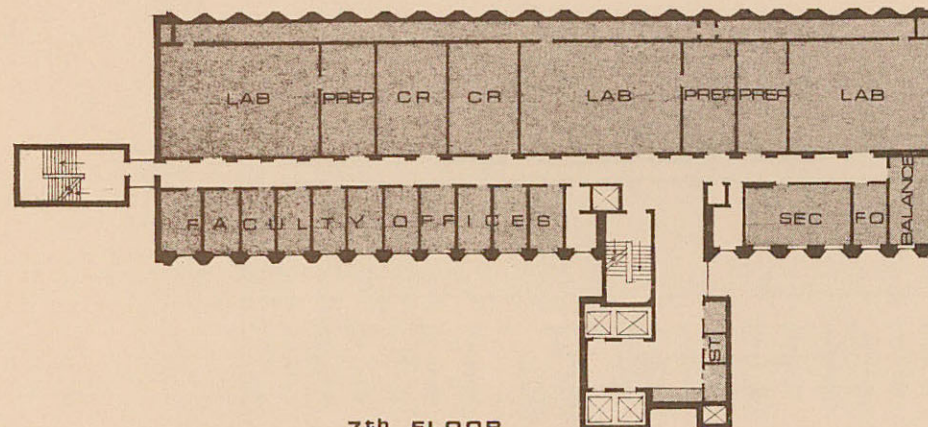 LAB PREP CR CR LAB PREP PREP LAB
FACULTY OFFICES SEC FO BALANCE
ST
7th FLOOR